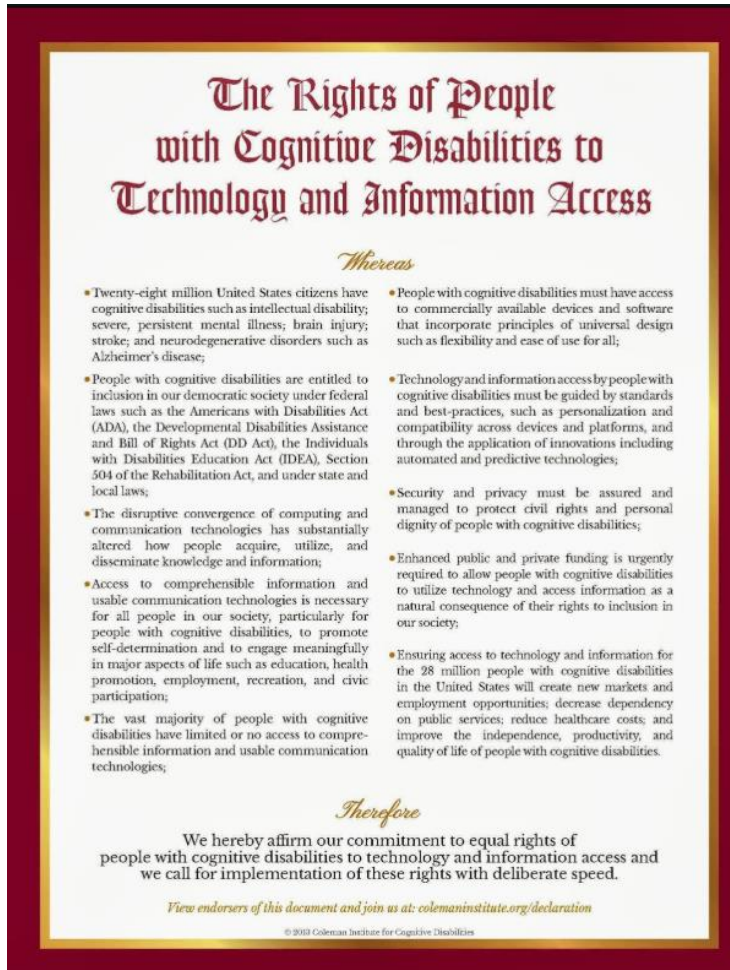 The Rights of People
with Cognitive Disabilities to
Technology and Information Access
Whereas
•Twenty-eight million United States citizens have
cognitive disabilities such as intellectual disability;
severe, persistent mental illness; brain injury;
stroke; and neurodegenerative disorders such as
Alzheimer's disease;
•People with cognitive disabilities are entitled to
inclusion in our democratic society under federal
laws such as the Americans with Disabilities Act
(ADA), the Developmental Disabilities Assistance
and Bill of Rights Act (DD Act), the Individuals
with Disabilities Education Act (IDEA), Section
504 of the Rehabilitation Act, and under state and
local laws;
•The disruptive convergence of computing and
communication technologies has substantially
altered how people acquire, utilize, and
disseminate knowledge and information;
•Access to comprehensible information and
usable communication technologies is necessary
for all people in our society, particularly for
people with cognitive disabilities, to promote
self-determination and to engage meaningfully
in major aspects of life such as education, health
promotion, employment, recreation, and civic
participation;
•The vast majority of people with cognitive
disabilities have limited or no access to compre-
hensible information and usable communication
technologies;
•People with cognitive disabilities must have access
to commercially available devices and software
that incorporate principles of universal design
such as flexibility and ease of use for all;
•Technology and information access by people with
cognitive disabilities must be guided by standards
and best-practices, such as personalization and
compatibility across devices and platforms, and
through the application of innovations including
automated and predictive technologies;
•Security and privacy must be assured and
managed to protect civil rights and personal
dignity of people with cognitive disabilities;
•Enhanced public and private funding is urgently
required to allow people with cognitive disabilities
to utilize technology and access information as a
natural consequence of their rights to inclusion in
our society;
•Ensuring access to technology and information for
the 28 million people with cognitive disabilities
in the United States will create new markets and
employment opportunities; decrease dependency
on public services; reduce healthcare costs; and
improve the independence, productivity, and
quality of life of people with cognitive disabilities.
Therefore
We hereby affirm our commitment to equal rights of
people with cognitive disabilities to technology and information access and
we call for implementation of these rights with deliberate speed.
View endorsers of this document and join us at: colemaninstitute.org/declaration
© 2013 Coleman Institute for Cognitive Disabilities